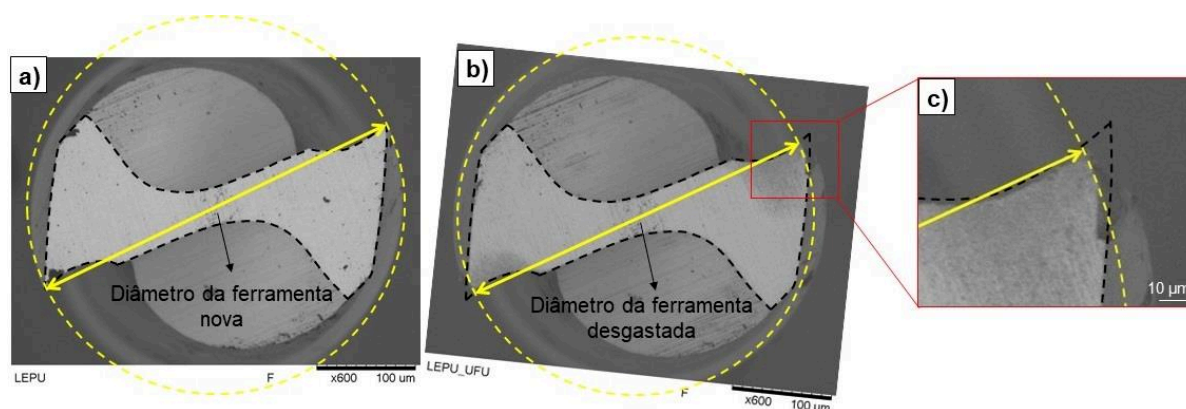 a)
Diâmetro da ferramenta
nova
LEPU
F
x600
100 um
b)
Diâmetro da ferramenta
desgastada
LEPU_UFU
F
x600
100 um
c)
10 µm